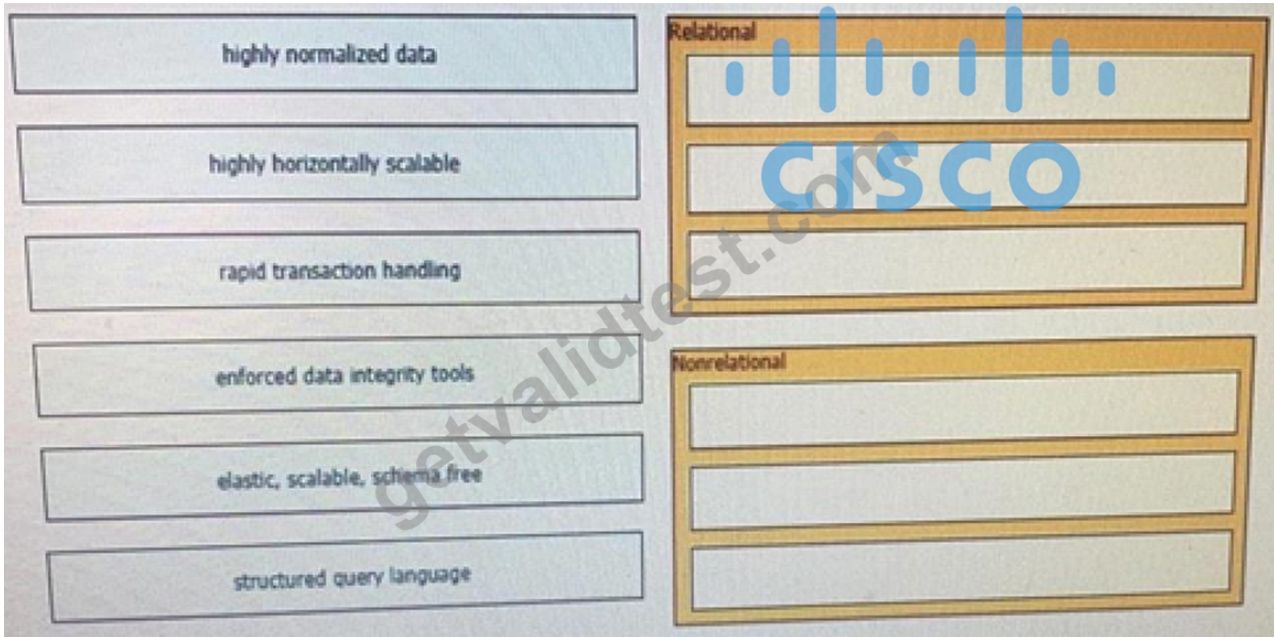 highly normalized data
highly horizontally scalable
rapid transaction handling
enforced data integrity tools
elastic, scalable, schema free
structured query language
Relational
CISCO
Nonrelational
getvalidtest.com